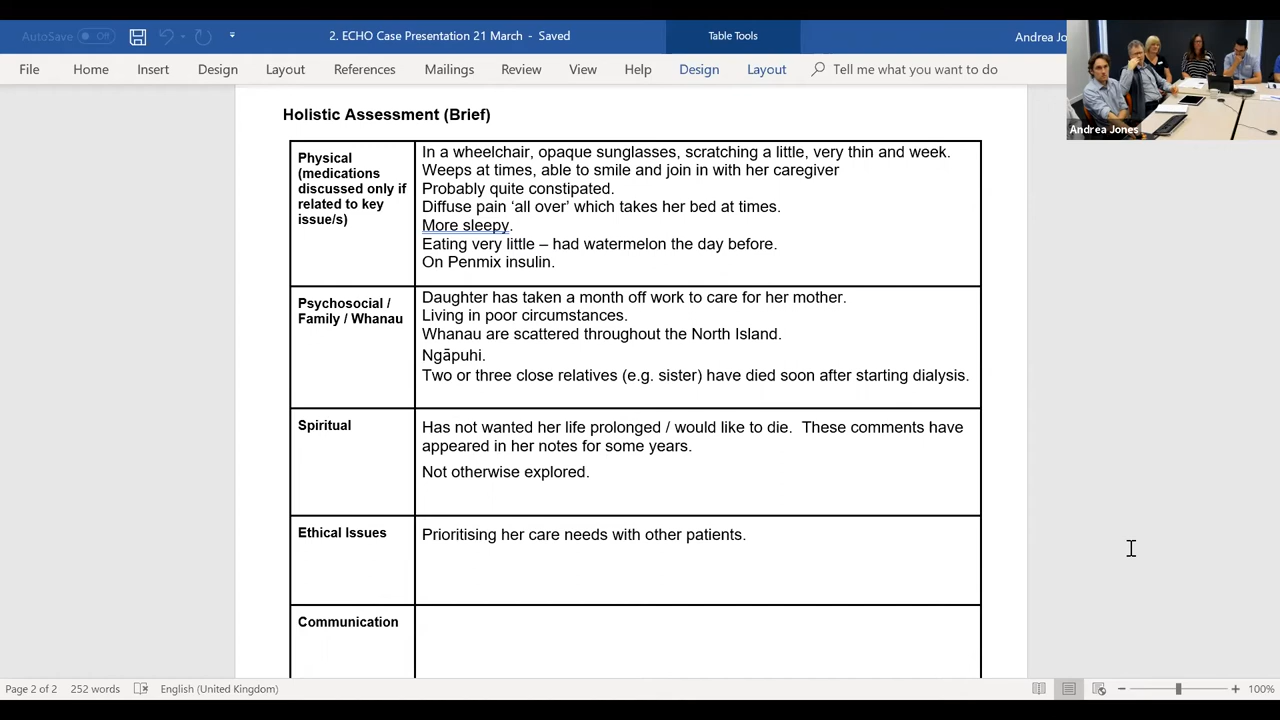 AutoSave Off
2. ECHO Case Presentation 21 March - Saved
Table Tools
Andrea Jo
File Home Insert Design Layout References Mailings Review View Help Design Layout Tell me what you want to do
Andrea Jones
Holistic Assessment (Brief)
Physical
(medications
discussed only if
related to key
issue/s)
In a wheelchair, opaque sunglasses, scratching a little, very thin and week.
Weeps at times, able to smile and join in with her caregiver
Probably quite constipated.
Diffuse pain ‘all over’ which takes her bed at times.
More sleepy.
Eating very little – had watermelon the day before.
On Penmix insulin.
Psychosocial /
Family / Whanau
Daughter has taken a month off work to care for her mother.
Living in poor circumstances.
Whanau are scattered throughout the North Island.
Ngāpuhi.
Two or three close relatives (e.g. sister) have died soon after starting dialysis.
Spiritual
Has not wanted her life prolonged / would like to die.  These comments have
appeared in her notes for some years.
Not otherwise explored.
Ethical Issues
Prioritising her care needs with other patients.
Communication
Page 2 of 2 252 words English (United Kingdom) 100%